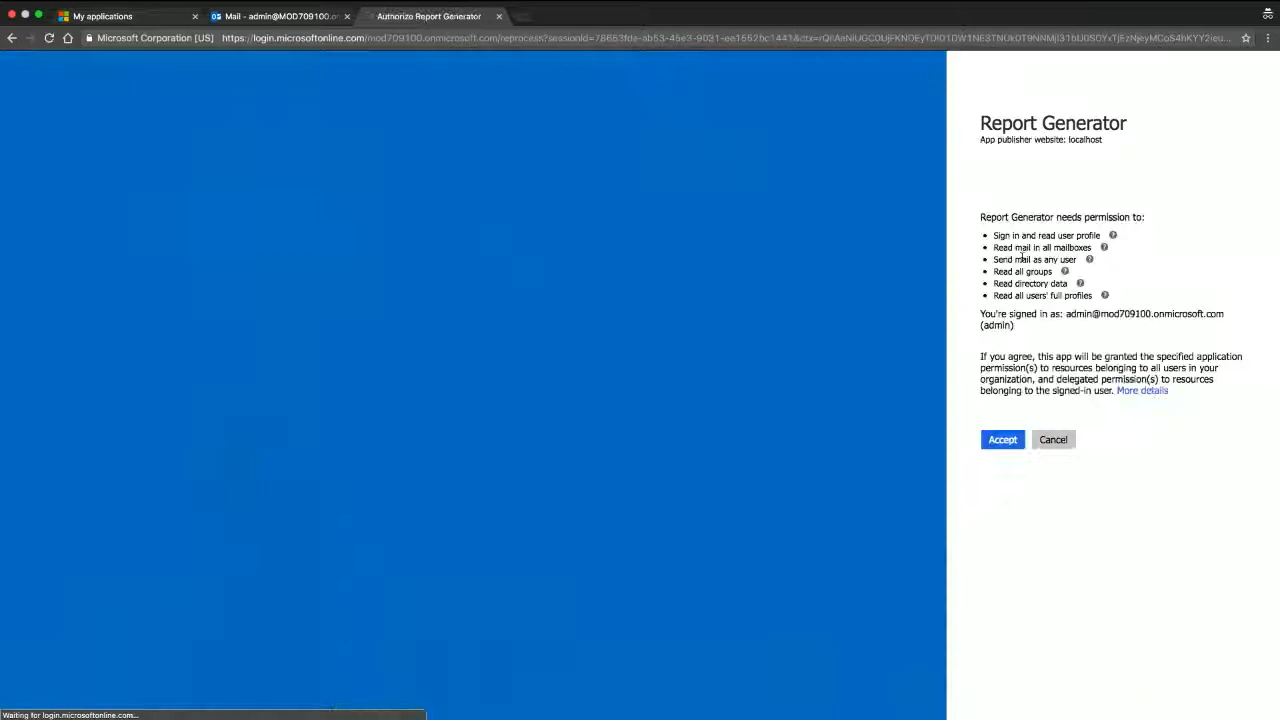 My applications
Mail - admin@MOD709100.o
Authorize Report Generator
Microsoft Corporation [US]
Report Generator
App publisher website: localhost
Report Generator needs permission to:
Sign in and read user profile
Read mail in all mailboxes
Send mail as any user
Read all groups
Read directory data
Read all users' full profiles
You're signed in as: admin@mod709100.onmicrosoft.com
(admin)
If you agree, this app will be granted the specified application
permission(s) to resources belonging to all users in your
organization, and delegated permission(s) to resources
belonging to the signed-in user. More details
Accept Cancel
Waiting for login.microsoftonline.com...